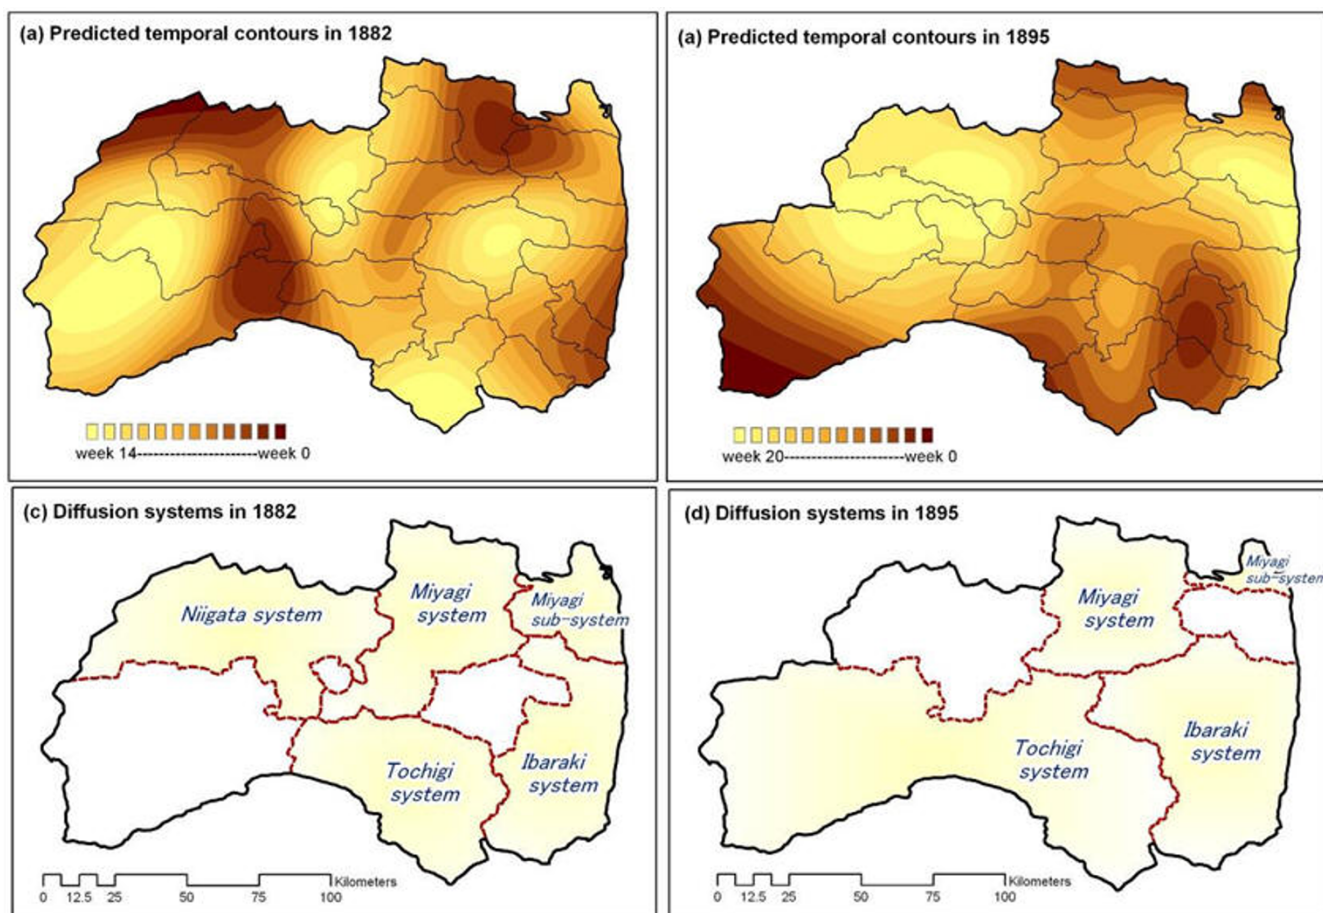 (a) Predicted temporal contours in 1882
week 14-----------------------week 0
(a) Predicted temporal contours in 1895
week 20-----------------------week 0
(c) Diffusion systems in 1882
Niigata system
Miyagi
system
Miyagi
sub-system
Tochigi
system
Ibaraki
system
Kilometers
0 12.5 25 50 75 100
(d) Diffusion systems in 1895
Miyagi
sub-system
Miyagi
system
Ibaraki
system
Tochigi
system
Kilometers
0 12.5 25 50 75 100